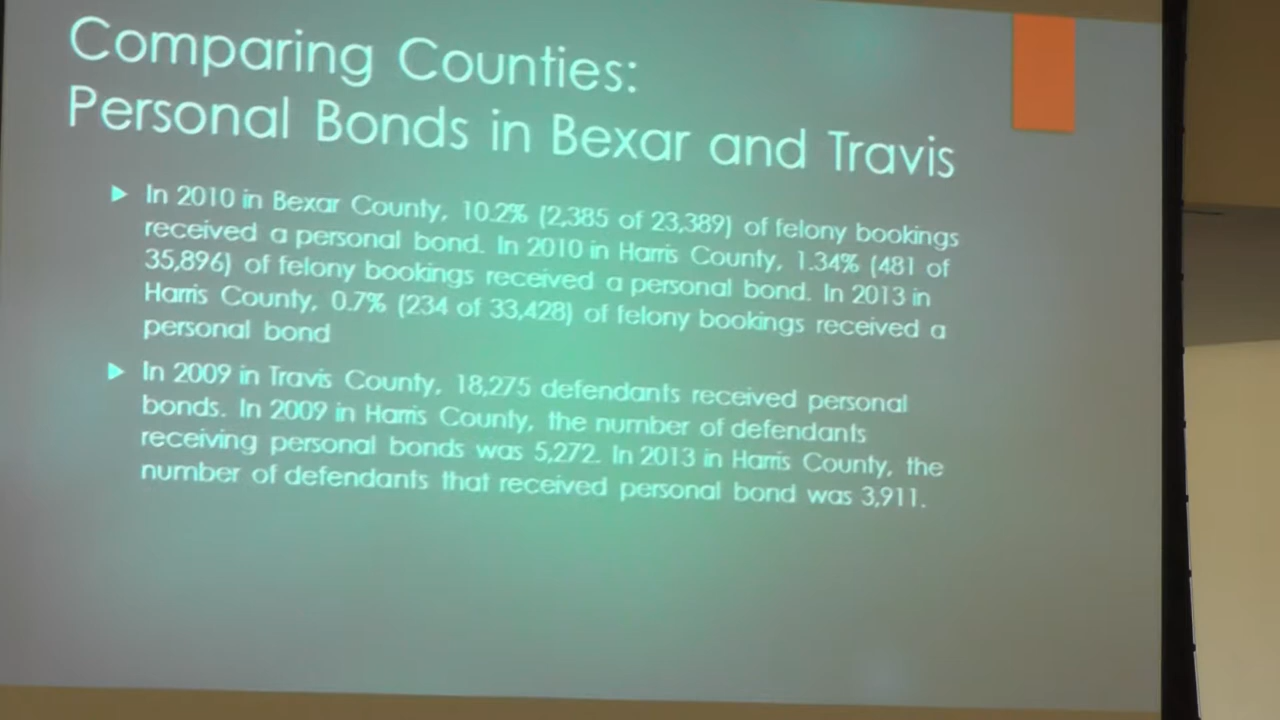 Comparing Counties:
Personal Bonds in Bexar and Travis
In 2010 in Bexar County, 10.2% (2,385 of 23,389) of felony bookings
received a personal bond. In 2010 in Harris County, 1.34% (481 of
35,896) of felony bookings received a personal bond. In 2013 in
Harris County, 0.7% (234 of 33,428) of felony bookings received a
personal bond
In 2009 in Travis County, 18,275 defendants received personal
bonds. In 2009 in Harris County, the number of defendants
receiving personal bonds was 5,272. In 2013 in Harris County, the
number of defendants that received personal bond was 3,911.